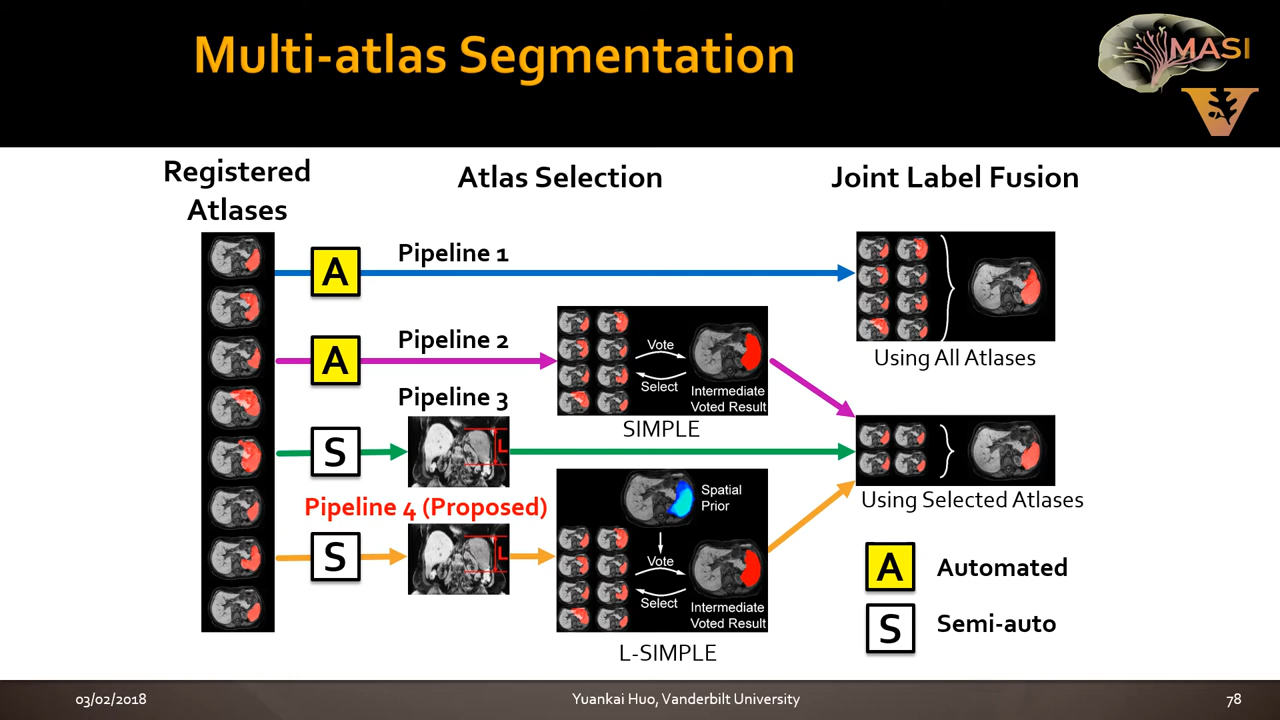 Multi-atlas Segmentation
MASI
V
Registered
Atlases
Atlas Selection
Joint Label Fusion
A
Pipeline 1
Using All Atlases
A
Pipeline 2
Vote
Select
Intermediate
Voted Result
SIMPLE
Pipeline 3
S
L
Using Selected Atlases
Pipeline 4 (Proposed)
S
L
Spatial
Prior
Vote
Select
Intermediate
Voted Result
L-SIMPLE
A Automated
S Semi-auto
03/02/2018
Yuankai Huo, Vanderbilt University
78